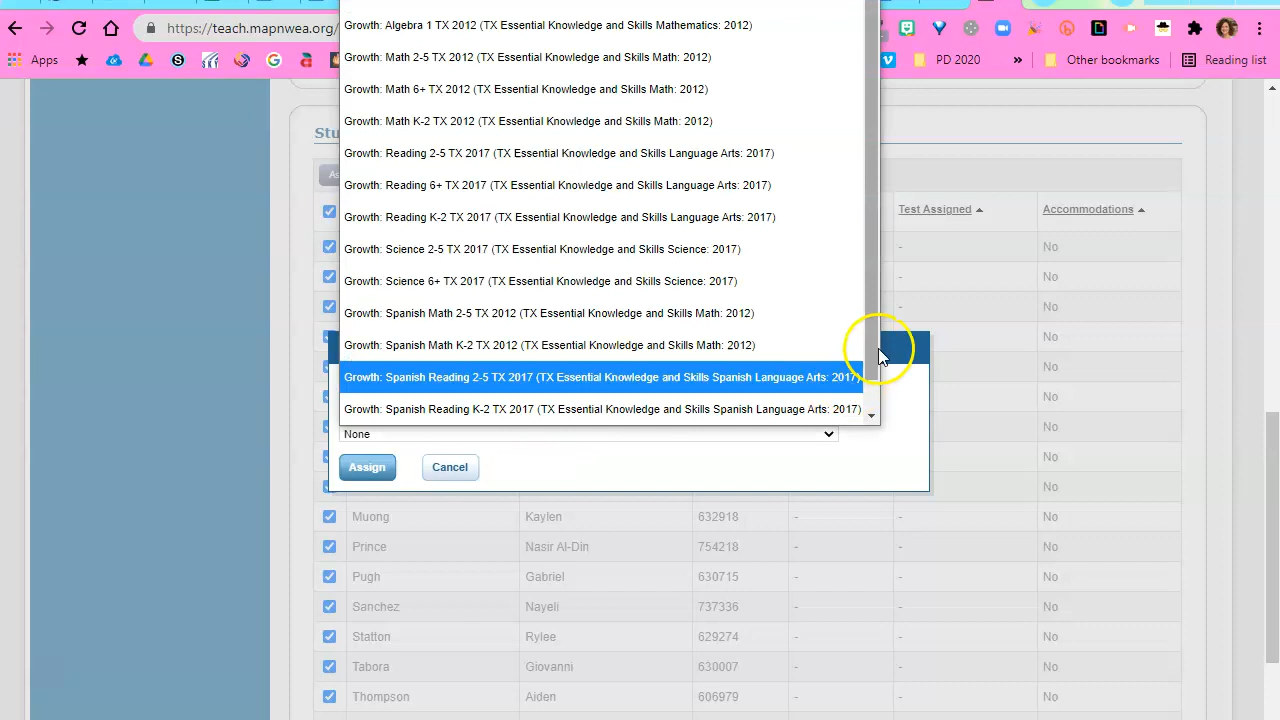 https://teach.mapnwea.org/
Apps
PD 2020
»
Other bookmarks
Reading list
Growth: Algebra 1 TX 2012 (TX Essential Knowledge and Skills Mathematics: 2012)
Growth: Math 2-5 TX 2012 (TX Essential Knowledge and Skills Math: 2012)
Growth: Math 6+ TX 2012 (TX Essential Knowledge and Skills Math: 2012)
Growth: Math K-2 TX 2012 (TX Essential Knowledge and Skills Math: 2012)
Growth: Reading 2-5 TX 2017 (TX Essential Knowledge and Skills Language Arts: 2017)
Growth: Reading 6+ TX 2017 (TX Essential Knowledge and Skills Language Arts: 2017)
Growth: Reading K-2 TX 2017 (TX Essential Knowledge and Skills Language Arts: 2017)
Growth: Science 2-5 TX 2017 (TX Essential Knowledge and Skills Science: 2017)
Growth: Science 6+ TX 2017 (TX Essential Knowledge and Skills Science: 2017)
Growth: Spanish Math 2-5 TX 2012 (TX Essential Knowledge and Skills Math: 2012)
Growth: Spanish Math K-2 TX 2012 (TX Essential Knowledge and Skills Math: 2012)
Growth: Spanish Reading 2-5 TX 2017 (TX Essential Knowledge and Skills Spanish Language Arts: 2017)
Growth: Spanish Reading K-2 TX 2017 (TX Essential Knowledge and Skills Spanish Language Arts: 2017)
None
Assign Cancel
Test Assigned Accommodations
- No
- No
- No
No
No
No
No
No
No
Muong Kaylen 632918 - - No
Prince Nasir Al-Din 754218 - - No
Pugh Gabriel 630715 - - No
Sanchez Nayeli 737336 - - No
Statton Rylee 629274 - - No
Tabora Giovanni 630007 - - No
Thompson Aiden 606979 - - No